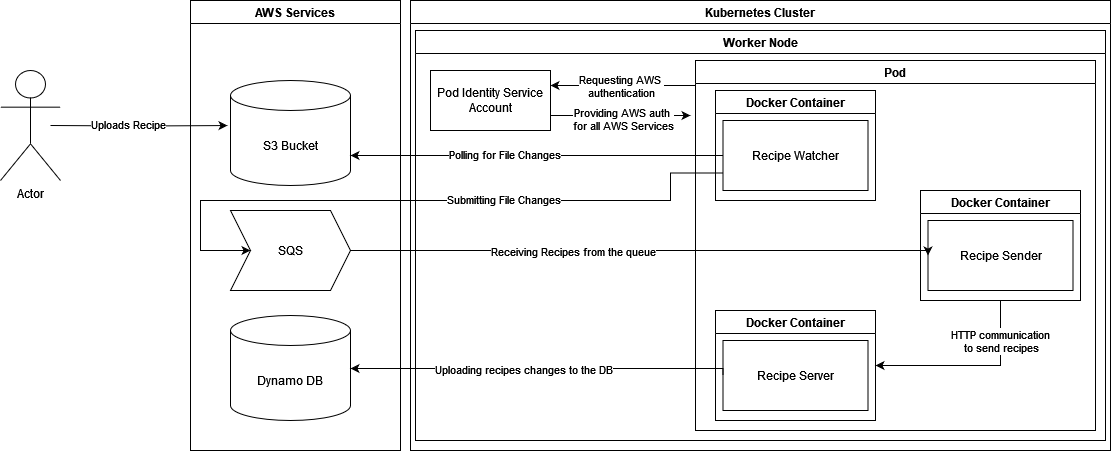 AWS Services
Kubernetes Cluster
Worker Node
Pod
Pod Identity Service
Account
Requesting AWS
authentication
Providing AWS auth
for all AWS Services
Docker Container
Recipe Watcher
Actor
Uploads Recipe
S3 Bucket
Polling for File Changes
Submitting File Changes
SQS
Receiving Recipes from the queue
Docker Container
Recipe Sender
HTTP communication
to send recipes
Docker Container
Recipe Server
Uploading recipes changes to the DB
Dynamo DB